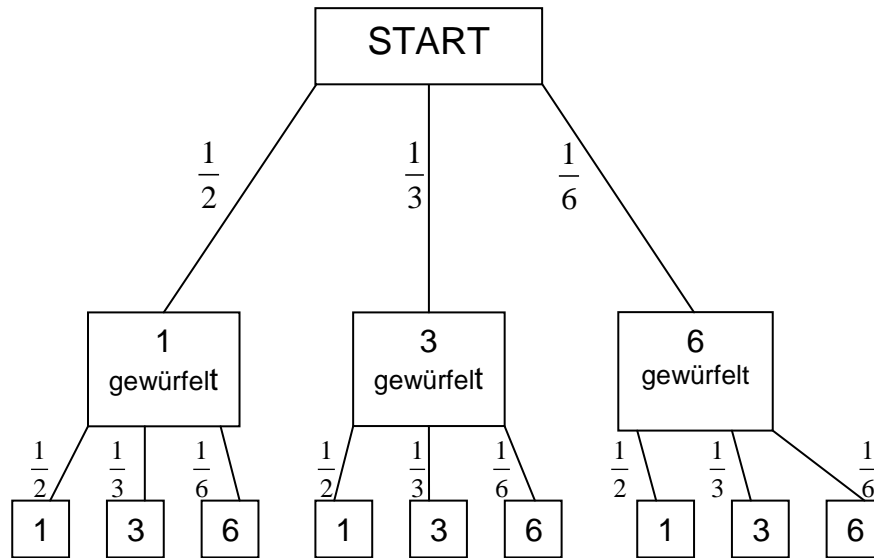 START
1/2 1/3 1/6
1 3 6
gewürfelt gewürfelt gewürfelt
1/2 1/3 1/6 1/2 1/3 1/6 1/2 1/3 1/6
1 3 6 1 3 6 1 3 6